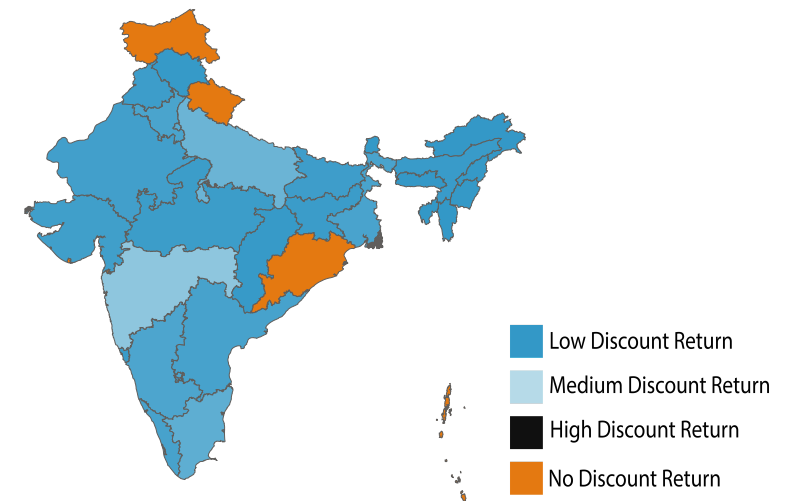 Low Discount Return
Medium Discount Return
High Discount Return
No Discount Return